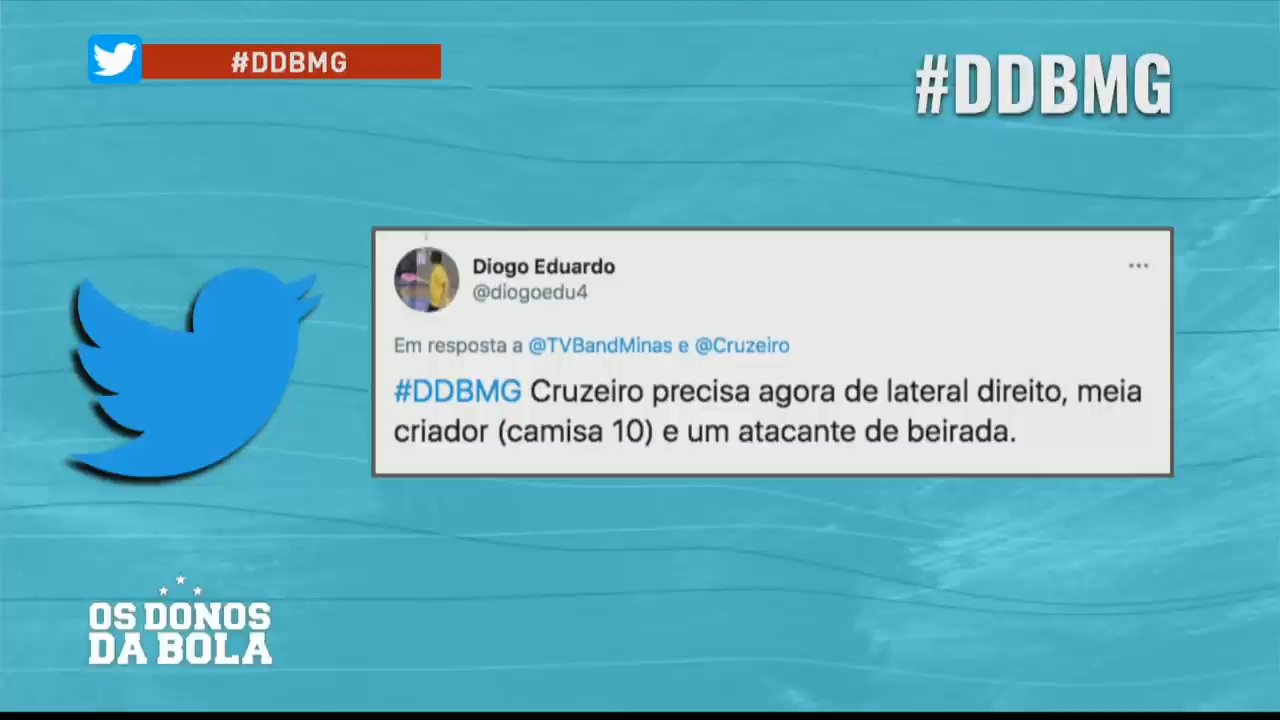 #DDBMG
#DDBMG
Diogo Eduardo
@diogoedu4
Em resposta a @TVBandMinas e @Cruzeiro
#DDBMG Cruzeiro precisa agora de lateral direito, meia
criador (camisa 10) e um atacante de beirada.
OS DONOS
DA BOLA